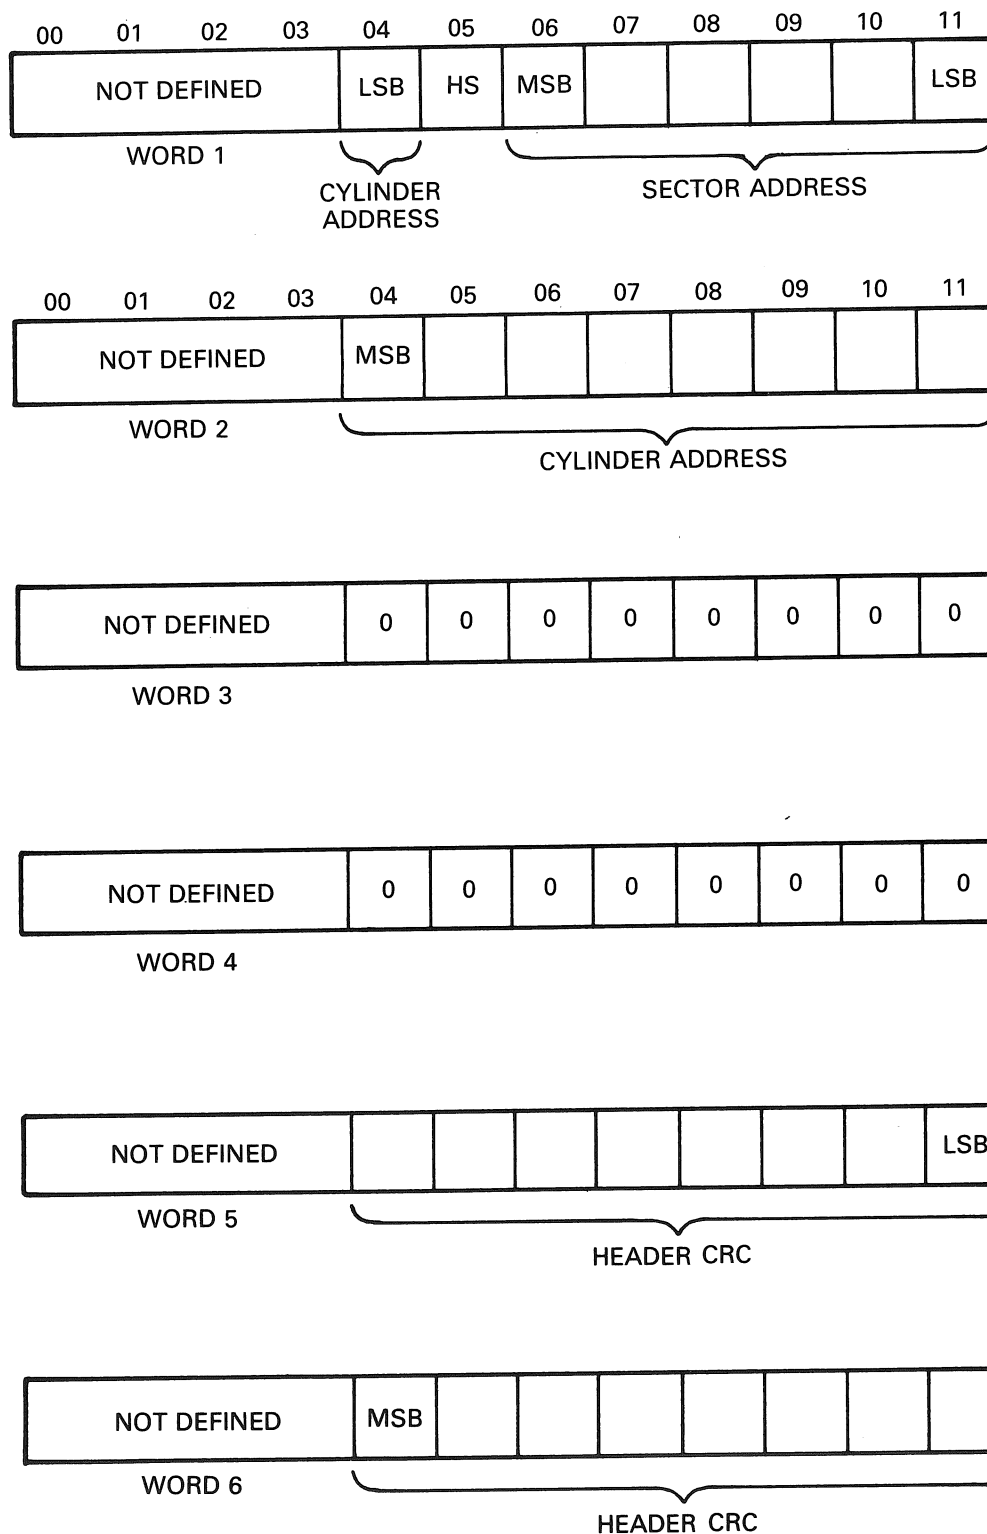 00 01 02 03 04 05 06 07 08 09 10 11
NOT DEFINED LSB HS MSB LSB
WORD 1
CYLINDER
ADDRESS
SECTOR ADDRESS
00 01 02 03 04 05 06 07 08 09 10 11
NOT DEFINED MSB
WORD 2
CYLINDER ADDRESS
NOT DEFINED 0 0 0 0 0 0 0 0
WORD 3
NOT DEFINED 0 0 0 0 0 0 0 0
WORD 4
NOT DEFINED LSB
WORD 5
HEADER CRC
NOT DEFINED MSB
WORD 6
HEADER CRC